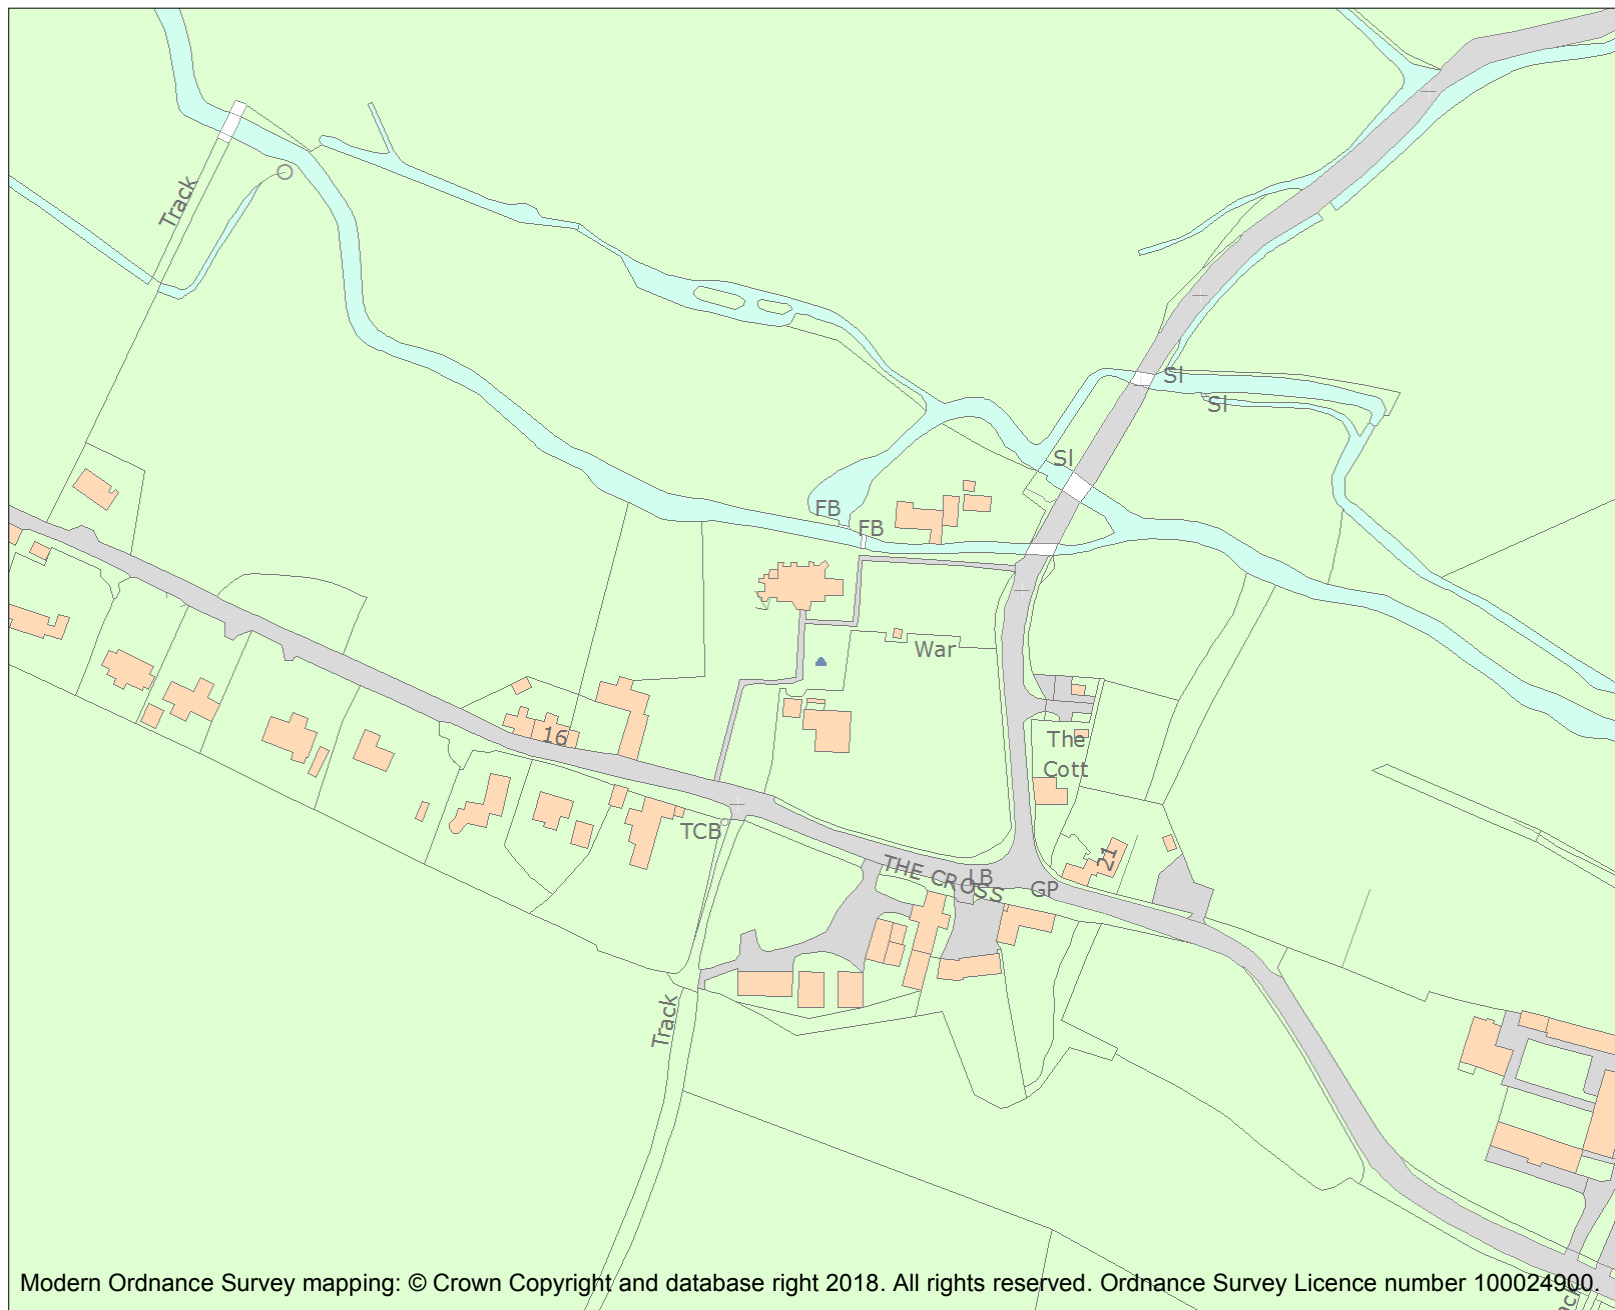 Track
Sl
Sl
Sl
FB
FB
War
16
The
Cott
TCB
21
THE CROSS
LB
GP
Track
Modern Ordnance Survey mapping: © Crown Copyright and database right 2018. All rights reserved. Ordnance Survey Licence number 100024900.